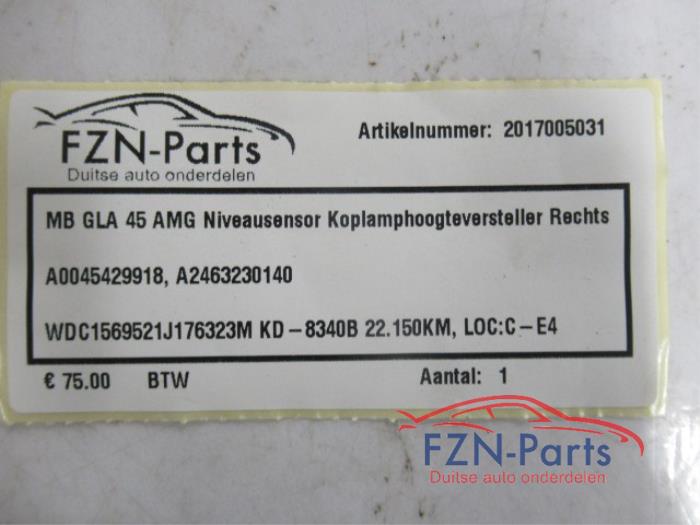 FZN-Parts
Duitse auto onderdelen
Artikelnummer: 2017005031
MB GLA 45 AMG Niveausensor Koplamphoogteversteller Rechts
A0045429918, A2463230140
WDC1569521J176323M KD-8340B 22.150KM, LOC:C-E4
€ 75.00 BTW Aantal: 1
FZN-Parts
Duitse auto onderdelen